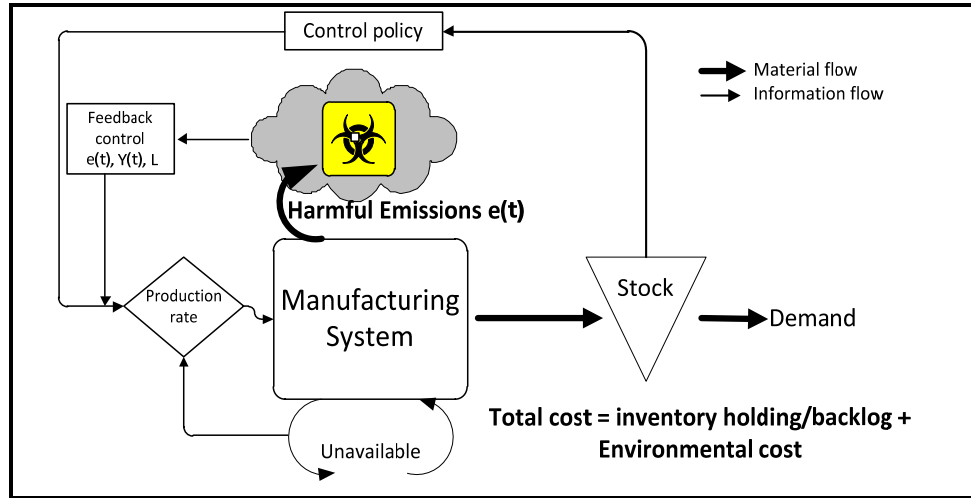 Control policy
Material flow
Information flow
Feedback
control
e(t), Y(t), L
Harmful Emissions e(t)
Production
rate
Manufacturing
System
Stock
Demand
Unavailable
Total cost = inventory holding/backlog +
Environmental cost